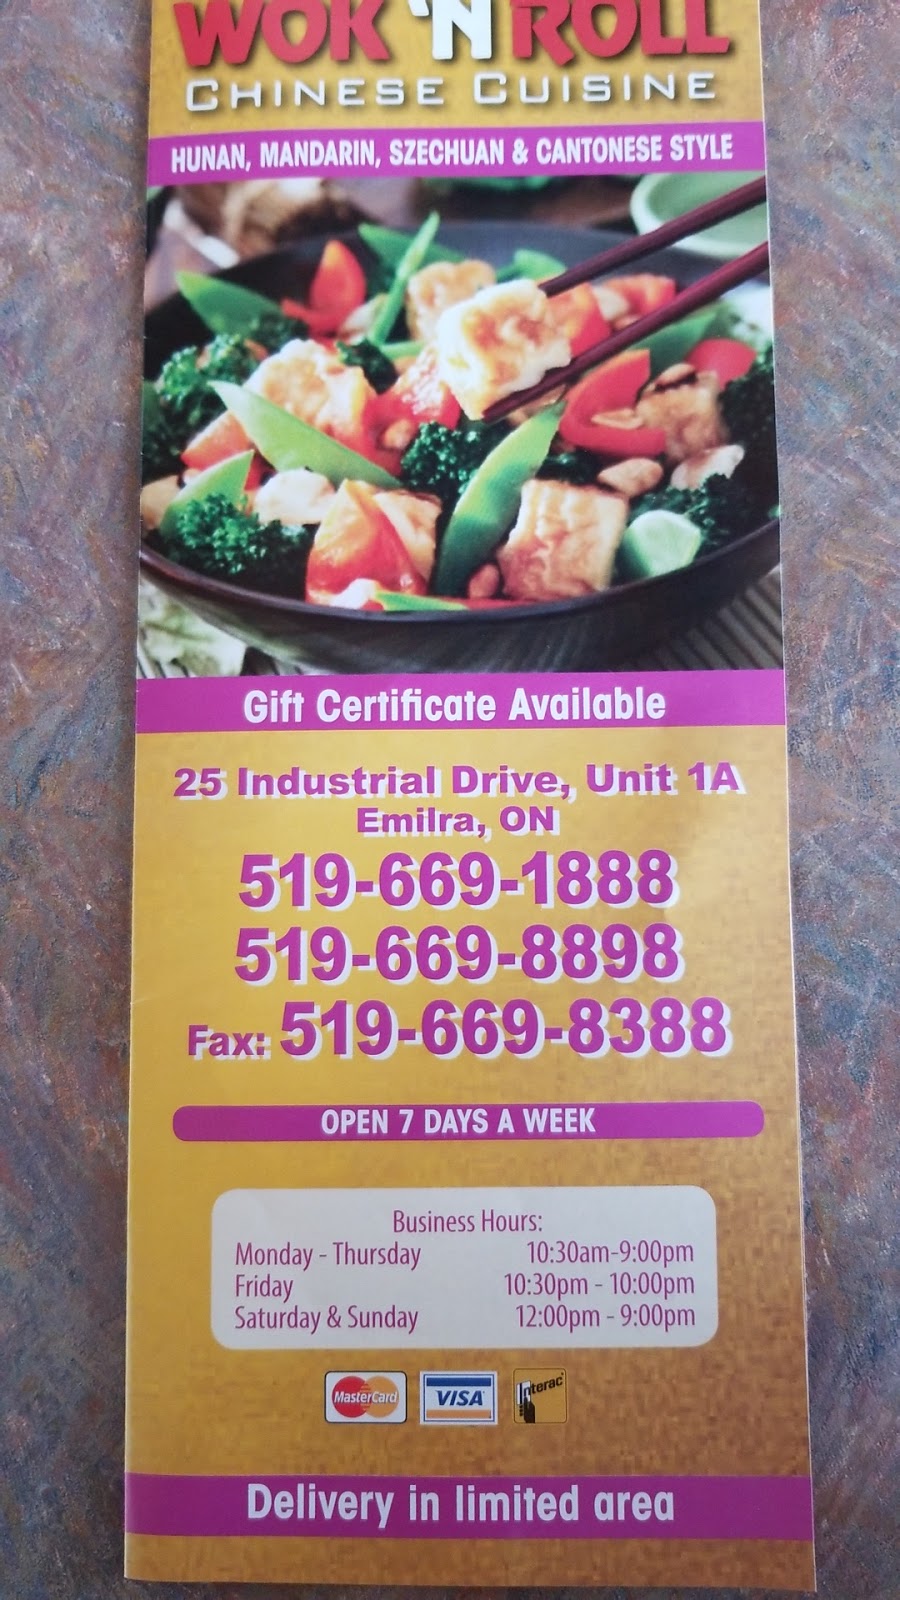 WOK 'N ROLL
CHINESE CUISINE
HUNAN, MANDARIN, SZECHUAN & CANTONESE STYLE
Gift Certificate Available
25 Industrial Drive, Unit 1A
Emilra, ON
519-669-1888
519-669-8898
Fax: 519-669-8388
OPEN 7 DAYS A WEEK
Business Hours:
Monday - Thursday 10:30am-9:00pm
Friday 10:30pm - 10:00pm
Saturday & Sunday 12:00pm - 9:00pm
MasterCard VISA Interac
Delivery in limited area